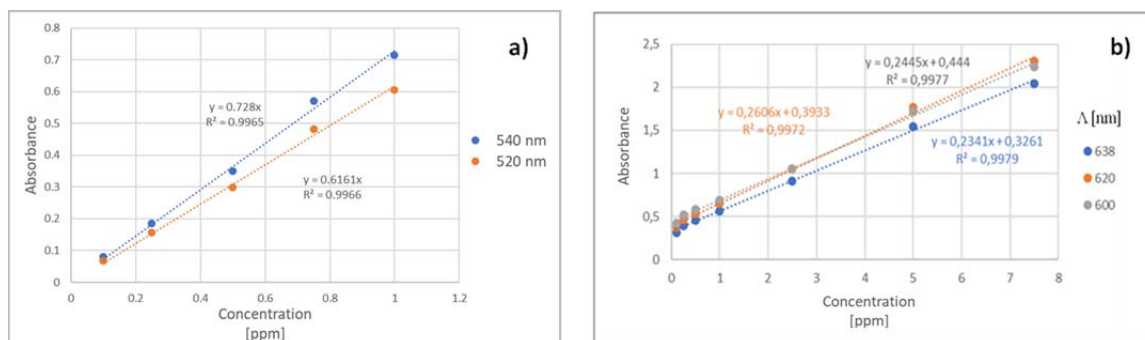 a)
0.8
0.7
0.6
0.5
0.4
0.3
0.2
0.1
0
Absorbance
y = 0.728x
R² = 0.9965
y = 0.6161x
R² = 0.9966
540 nm
520 nm
0 0.2 0.4 0.6 0.8 1 1.2
Concentration
[ppm]
b)
2,5
2
1,5
1
0,5
0
Absorbance
y = 0,2445x+0,444
R² = 0,9977
y = 0,2606x+0,3933
R² = 0,9972
y = 0,2341x+0,3261
R² = 0,9979
Λ [nm]
638
620
600
0 1 2 3 4 5 6 7 8
Concentration
[ppm]